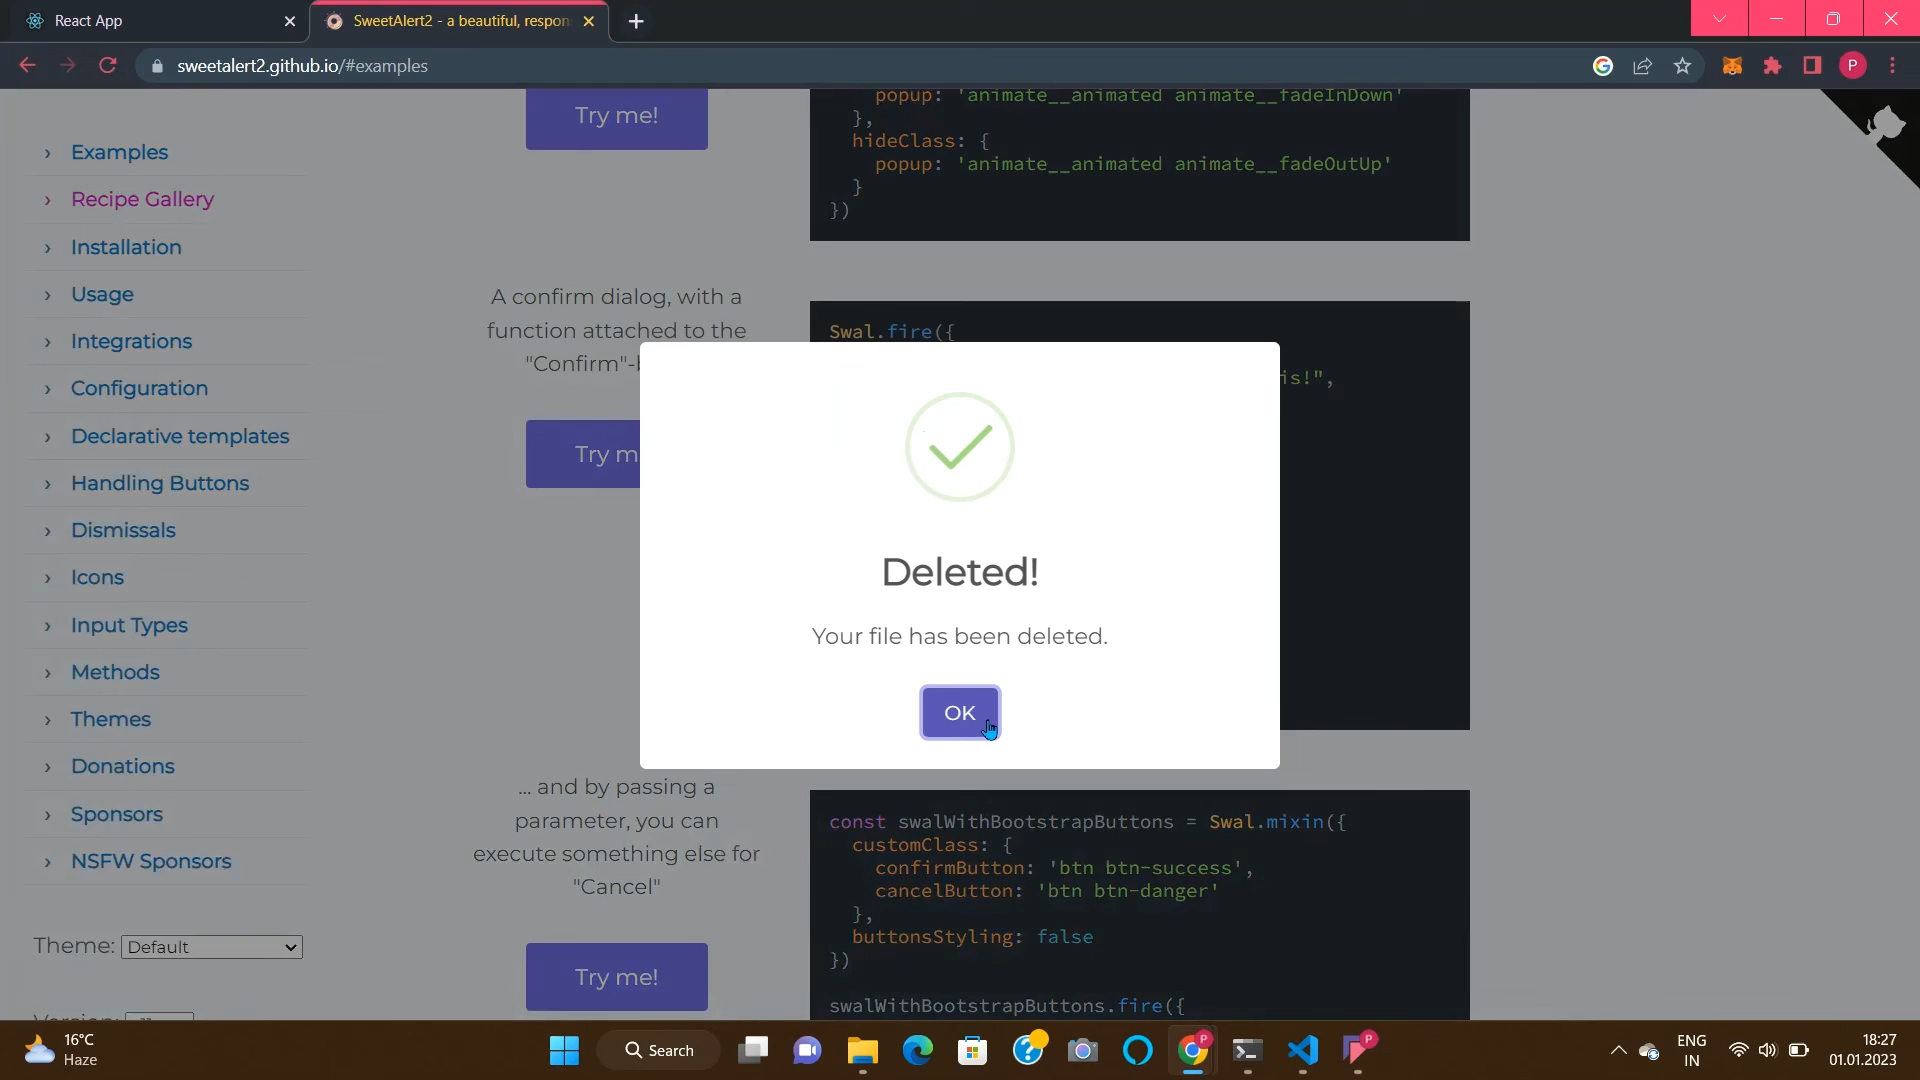 React App
SweetAlert2 - a beautiful, respon
sweetalert2.github.io/#examples
P
Examples
Recipe Gallery
Installation
Usage
Integrations
Configuration
Declarative templates
Handling Buttons
Dismissals
Icons
Input Types
Methods
Themes
Donations
Sponsors
NSFW Sponsors
Theme: Default
Version:
Try me!
popup: 'animate__animated animate__fadeInDown'
},
hideClass: {
popup: 'animate__animated animate__fadeOutUp'
}
})
A confirm dialog, with a
function attached to the
"Confirm"-b
Try m
Swal.fire({
is!",
Deleted!
Your file has been deleted.
OK
... and by passing a
parameter, you can
execute something else for
"Cancel"
Try me!
const swalWithBootstrapButtons = Swal.mixin({
customClass: {
confirmButton: 'btn btn-success',
cancelButton: 'btn btn-danger'
},
buttonsStyling: false
})
swalWithBootstrapButtons.fire({
16°C
Haze
Search
P
P
ENG
IN
18:27
01.01.2023